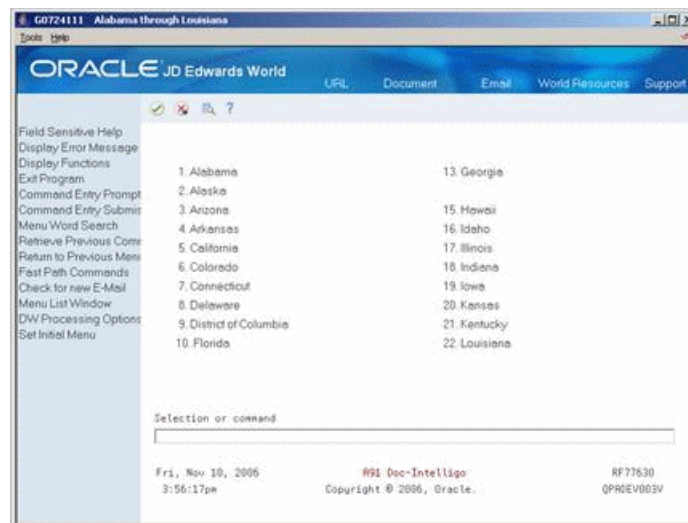 G0724111 Alabama through Louisiana
Tools Help
ORACLE JD Edwards World
URL Document Email World Resources Support
?
Field Sensitive Help
Display Error Message
Display Functions
Exit Program
Command Entry Prompt
Command Entry Submis
Menu Word Search
Retrieve Previous Com
Return to Previous Men
Fast Path Commands
Check for new E-Mail
Menu List Window
DW Processing Options
Set Initial Menu
1. Alabama
2. Alaska
3. Arizona
4. Arkansas
5. California
6. Colorado
7. Connecticut
8. Delaware
9. District of Columbia
10. Florida
13. Georgia
15. Hawaii
16. Idaho
17. Illinois
18. Indiana
19. Iowa
20. Kansas
21. Kentucky
22. Louisiana
Selection or command
Fri, Nov 10, 2006 A91 Doc-Intelligo RF77630
3:56:17pm Copyright © 2006, Oracle. QPADEV003V